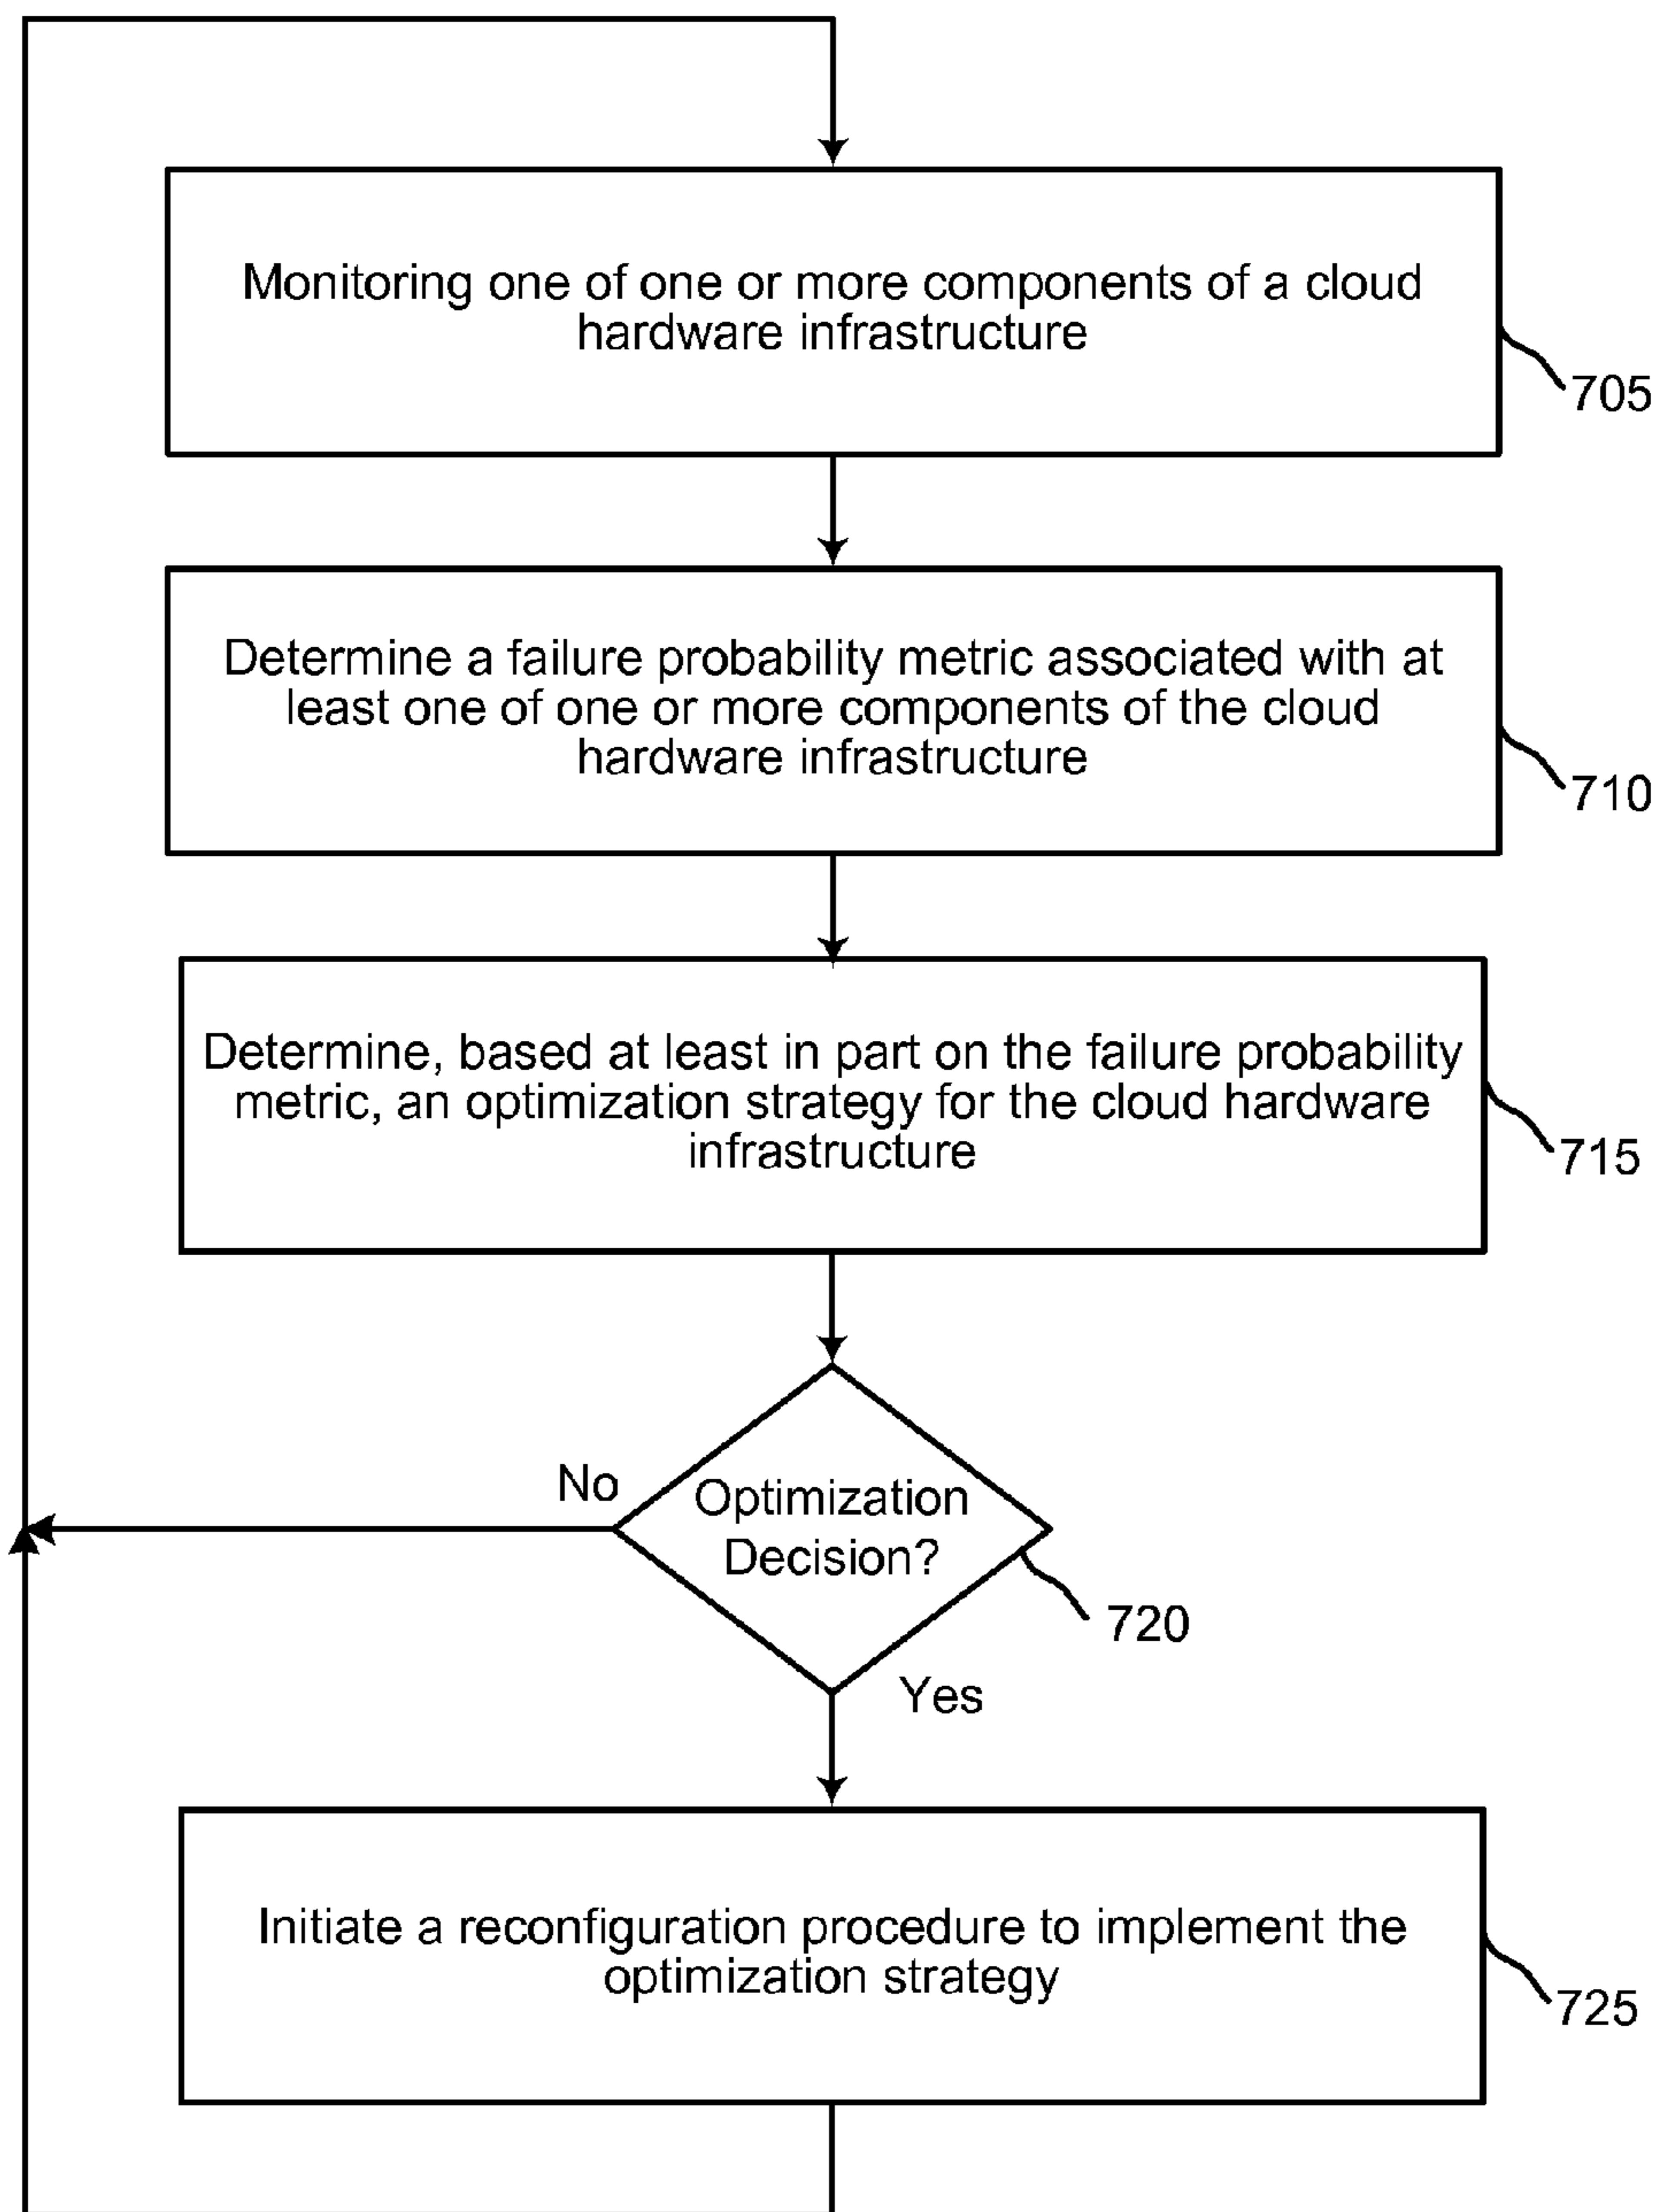 Monitoring one of one or more components of a cloud
hardware infrastructure
705
Determine a failure probability metric associated with at
least one of one or more components of the cloud
hardware infrastructure
710
Determine, based at least in part on the failure probability
metric, an optimization strategy for the cloud hardware
infrastructure
715
No
Optimization
Decision?
720
Yes
Initiate a reconfiguration procedure to implement the
optimization strategy
725